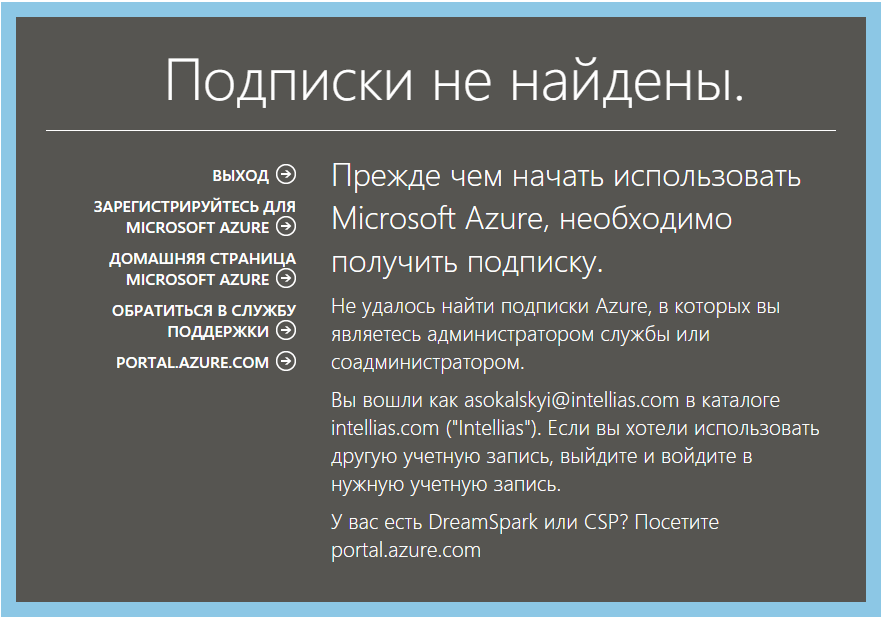 Подписки не найдены.
ВЫХОД
ЗАРЕГИСТРИРУЙТЕСЬ ДЛЯ
MICROSOFT AZURE
ДОМАШНЯЯ СТРАНИЦА
MICROSOFT AZURE
ОБРАТИТЬСЯ В СЛУЖБУ
ПОДДЕРЖКИ
PORTAL.AZURE.COM
Прежде чем начать использовать
Microsoft Azure, необходимо
получить подписку.
Не удалось найти подписки Azure, в которых вы
являетесь администратором службы или
соадминистратором.
Вы вошли как asokalskyi@intellias.com в каталоге
intellias.com ("Intellias"). Если вы хотели использовать
другую учетную запись, выйдите и войдите в
нужную учетную запись.
У вас есть DreamSpark или CSP? Посетите
portal.azure.com